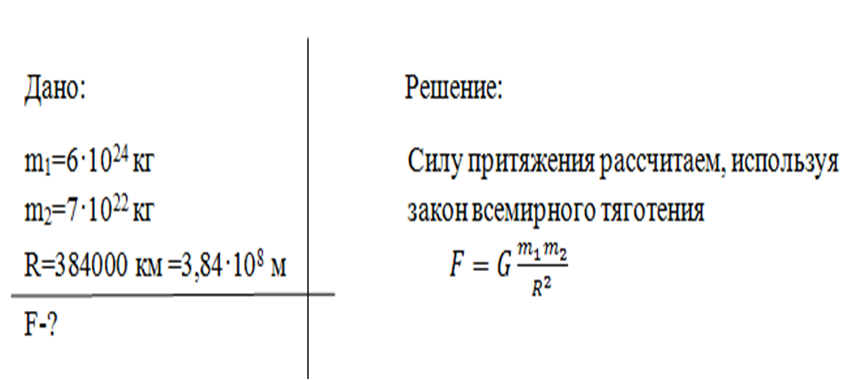 Дано:
m₁=6·10²⁴ кг
m₂=7·10²² кг
R=384000 км =3,84·10⁸ м
F-?
Решение:
Силу притяжения рассчитаем, используя
закон всемирного тяготения
F = G m₁m₂/R²